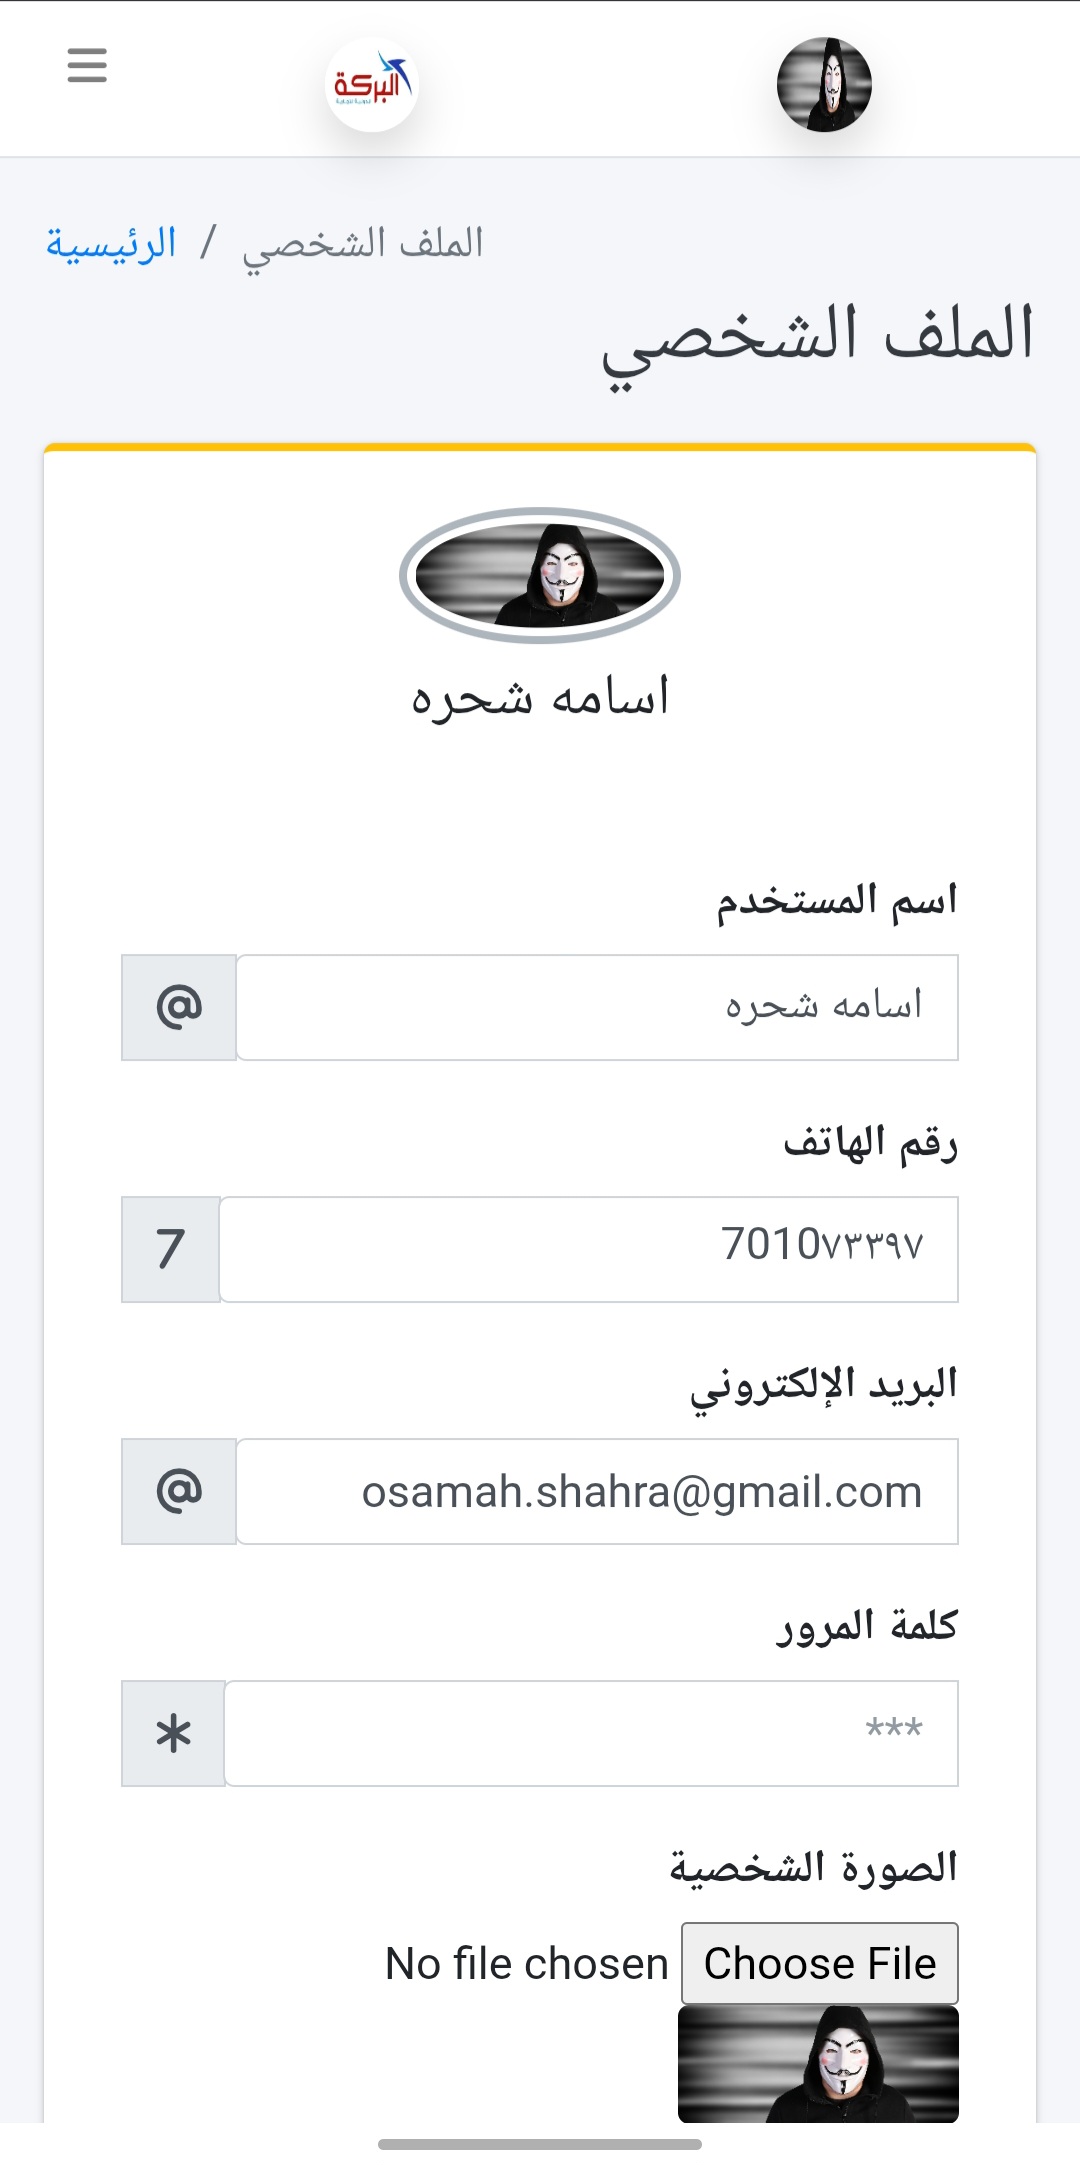 البركة
الرئيسية / الملف الشخصي
الملف الشخصي
اسامه شحره
اسم المستخدم
@ اسامه شحره
رقم الهاتف
7 7010٧٣٣٩٧
البريد الإلكتروني
@ osamah.shahra@gmail.com
كلمة المرور
* ***
الصورة الشخصية
Choose File No file chosen